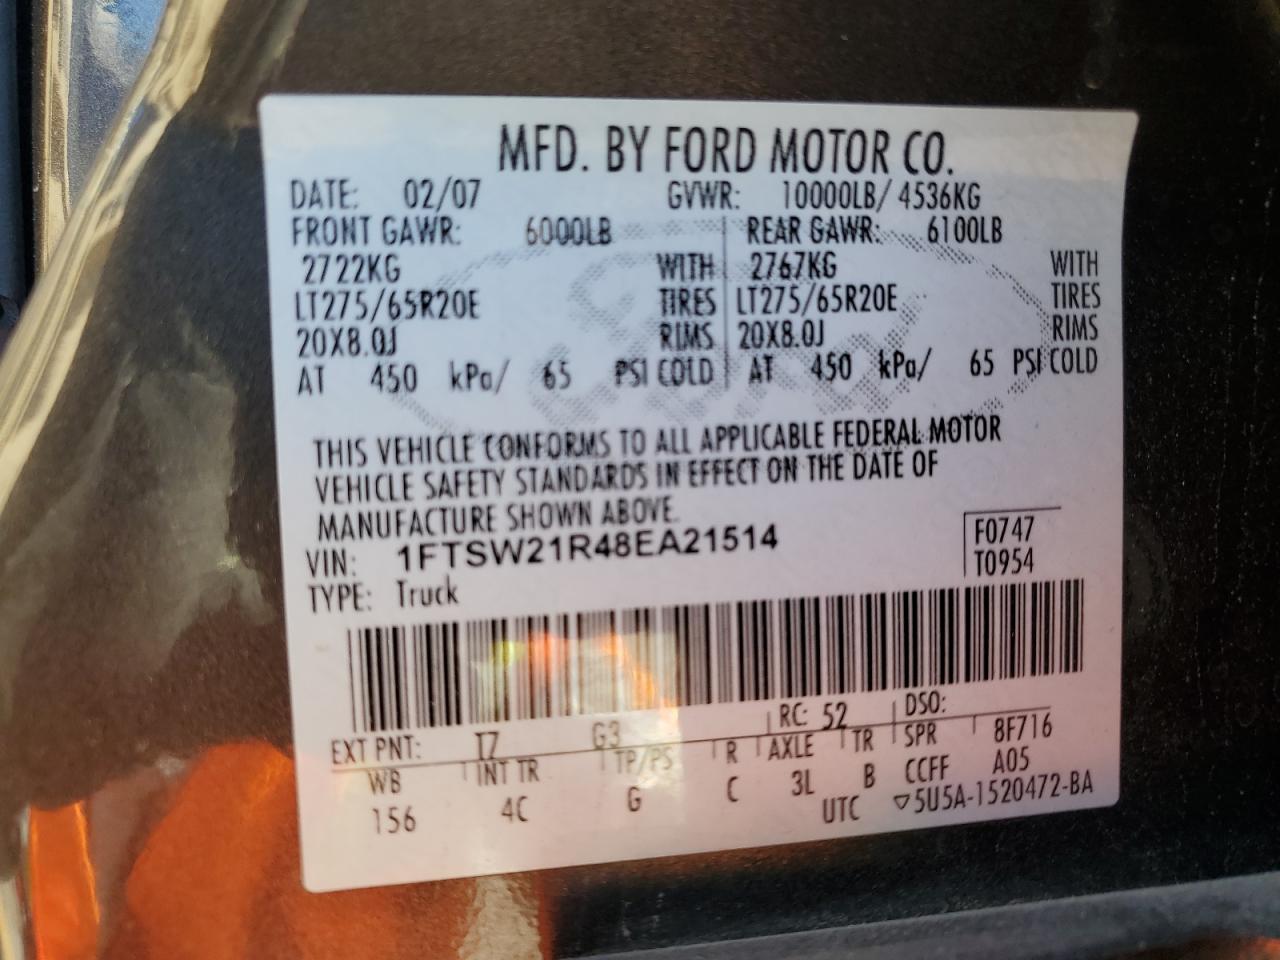 MFD. BY FORD MOTOR CO.
DATE: 02/07 GVWR: 10000LB/ 4536KG
FRONT GAWR: 6000LB REAR GAWR: 6100LB
2722KG WITH 2767KG WITH
LT275/65R20E TIRES LT275/65R20E TIRES
20X8.0J RIMS 20X8.0J RIMS
AT 450 kPa/ 65 PSI COLD AT 450 kPa/ 65 PSI COLD
THIS VEHICLE CONFORMS TO ALL APPLICABLE FEDERAL MOTOR
VEHICLE SAFETY STANDARDS IN EFFECT ON THE DATE OF
MANUFACTURE SHOWN ABOVE.
VIN: 1FTSW21R48EA21514 F0747
TYPE: Truck T0954
EXT PNT: T7 G3 RC: 52 DSO:
WB INT TR TP/PS R AXLE TR SPR 8F716
156 4C G C 3L B CCFF A05
UTC ▽5U5A-1520472-BA